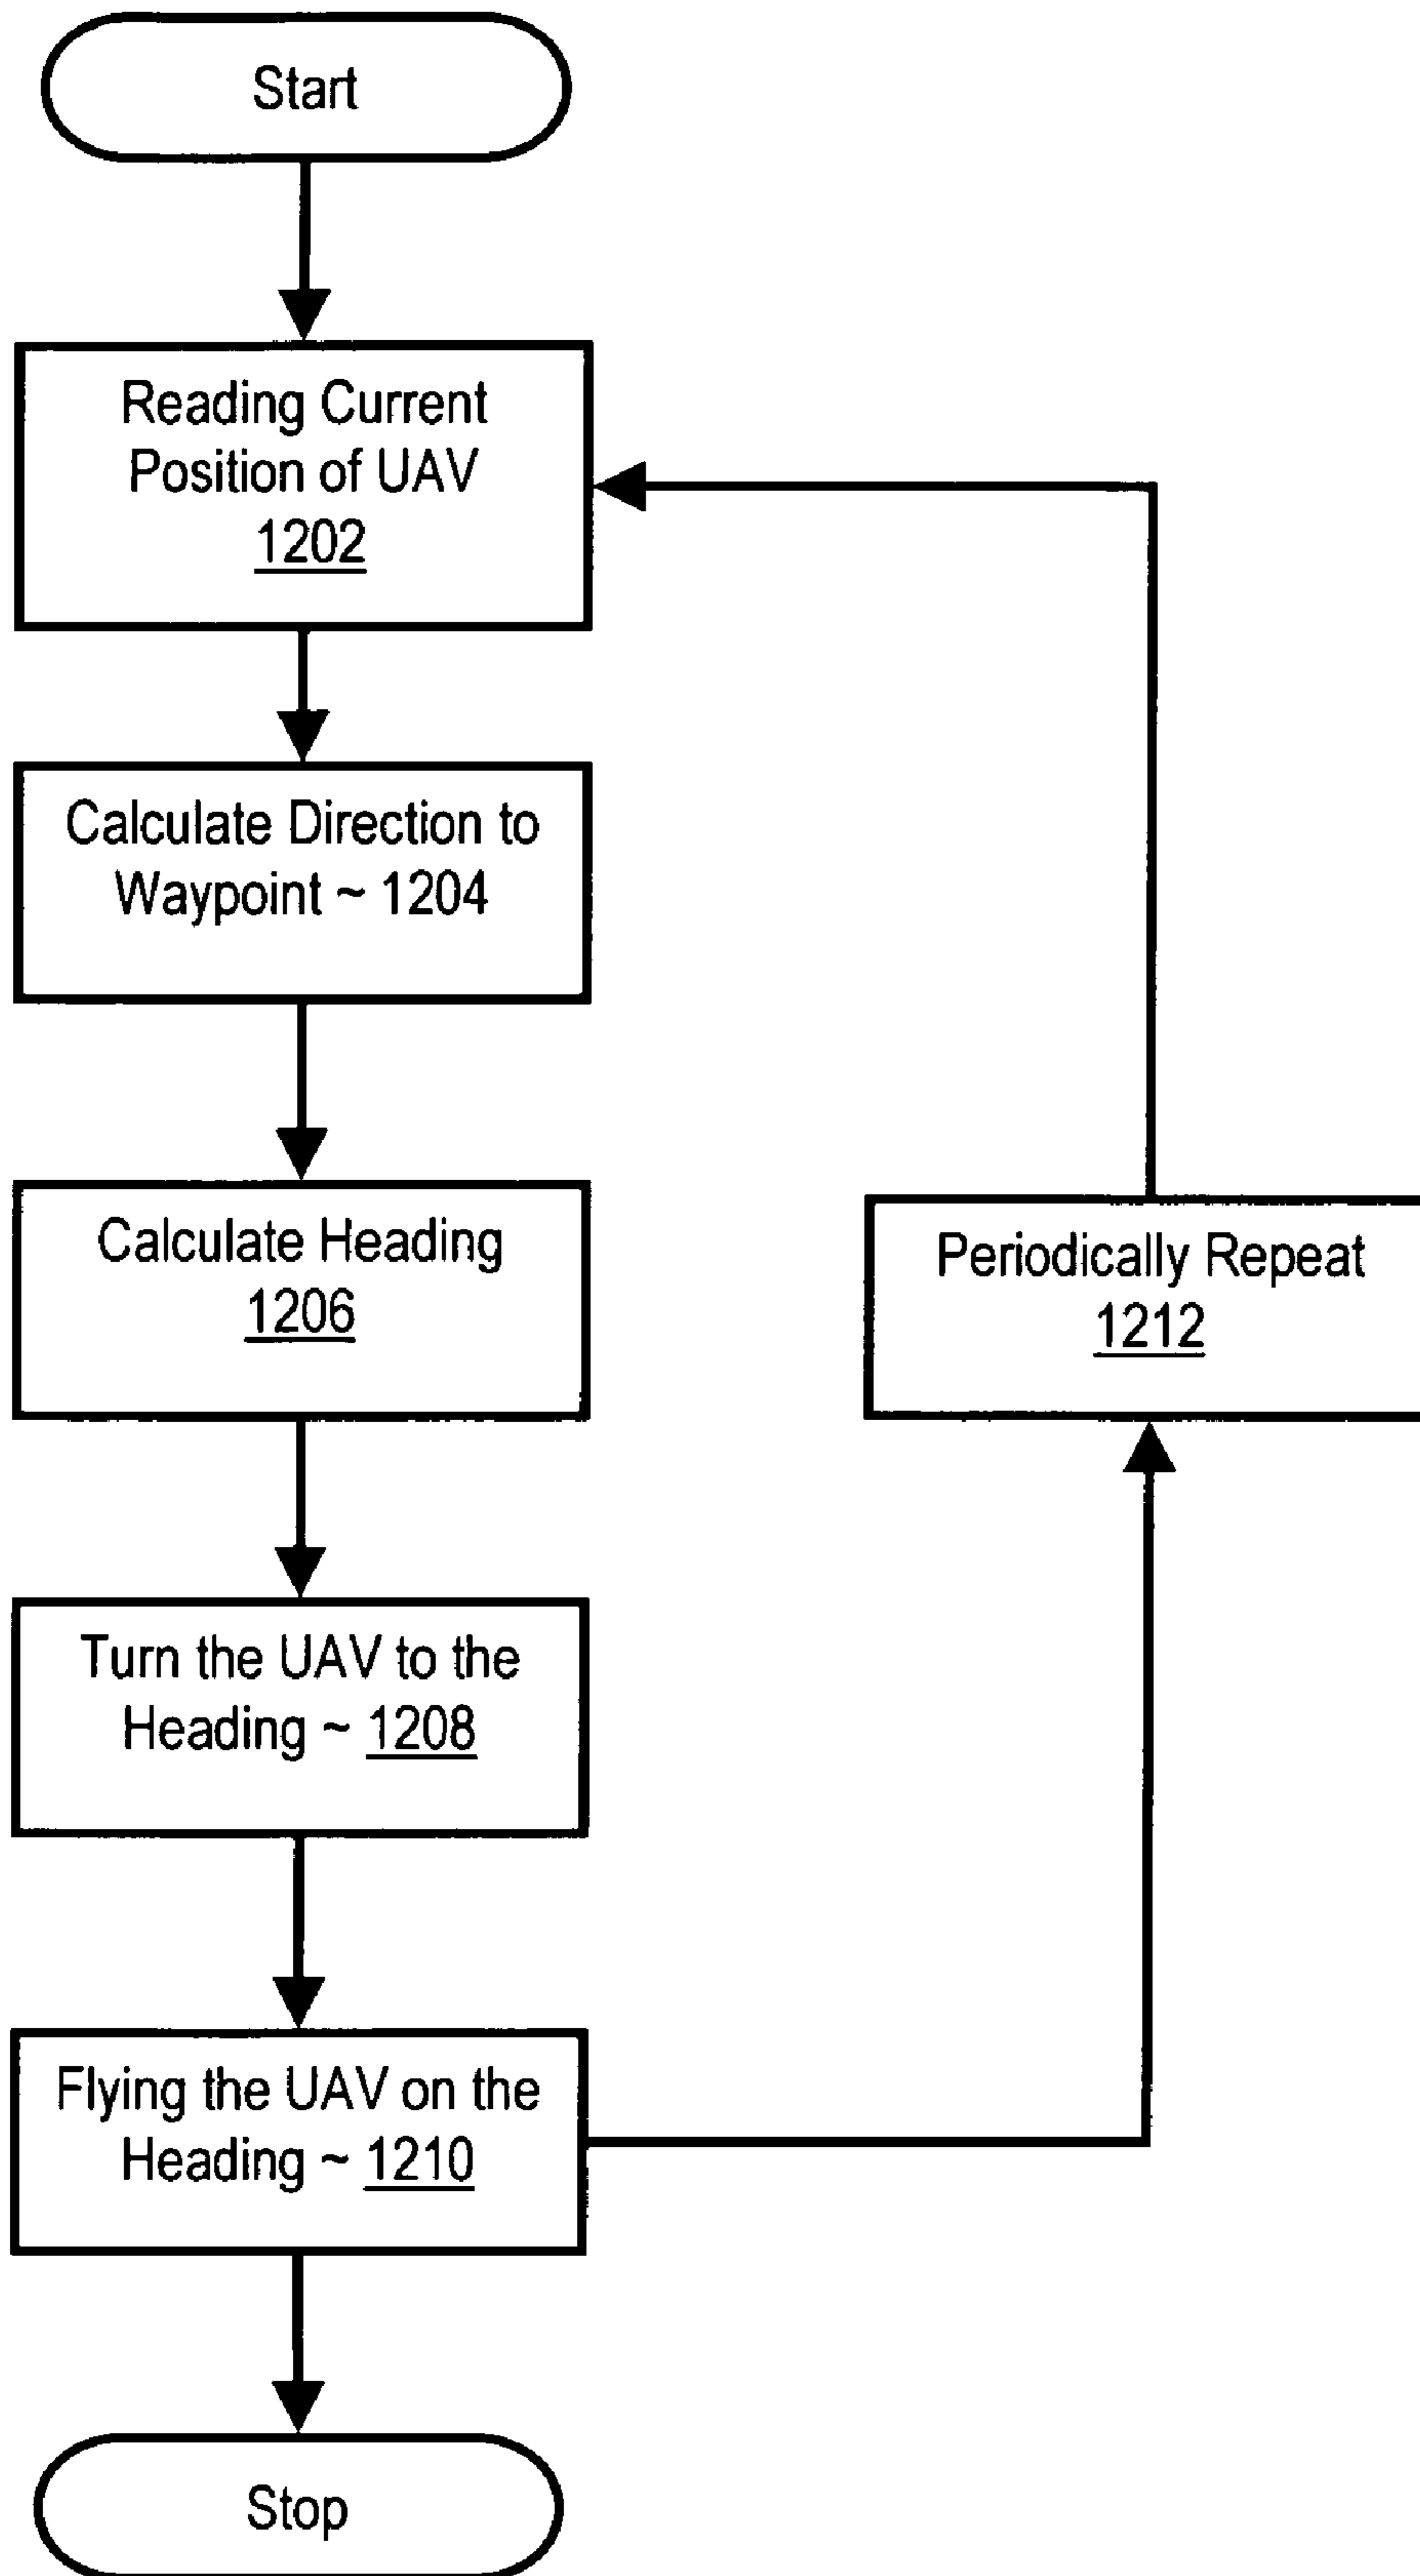 Start
Reading Current
Position of UAV
1202
Calculate Direction to
Waypoint ~ 1204
Calculate Heading
1206
Periodically Repeat
1212
Turn the UAV to the
Heading ~ 1208
Flying the UAV on the
Heading ~ 1210
Stop